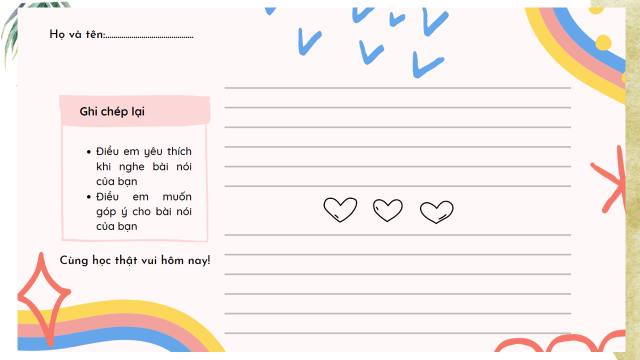 Họ và tên:............................................
Ghi chép lại
• Điều em yêu thích
khi nghe bài nói
của bạn
• Điều em muốn
góp ý cho bài nói
của bạn
Cùng học thật vui hôm nay!